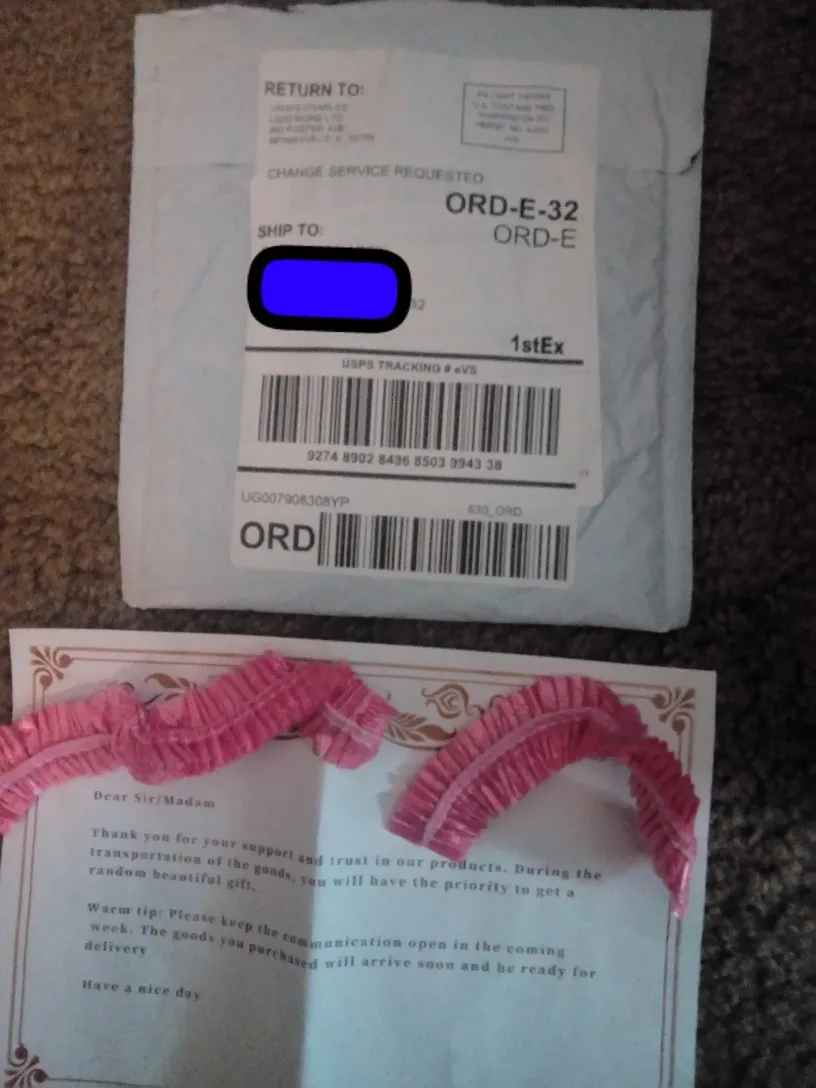 RETURN TO:
FOSTER AVE
CHANGE SERVICE REQUESTED
ORD-E-32
ORD-E
SHIP TO:
1stEx
USPS TRACKING # eVS
9274 8902 8496 8503 9943 38
UG007908308YP
630_ORD
ORD
Dear Sir/Madam
Thank you for your support and trust in our products. During the
transportation of the goods, you will have the priority to get a
random beautiful gift.
Warm tip: Please keep the communication open in the coming
week. The goods you purchased will arrive soon and be ready for
delivery
Have a nice day